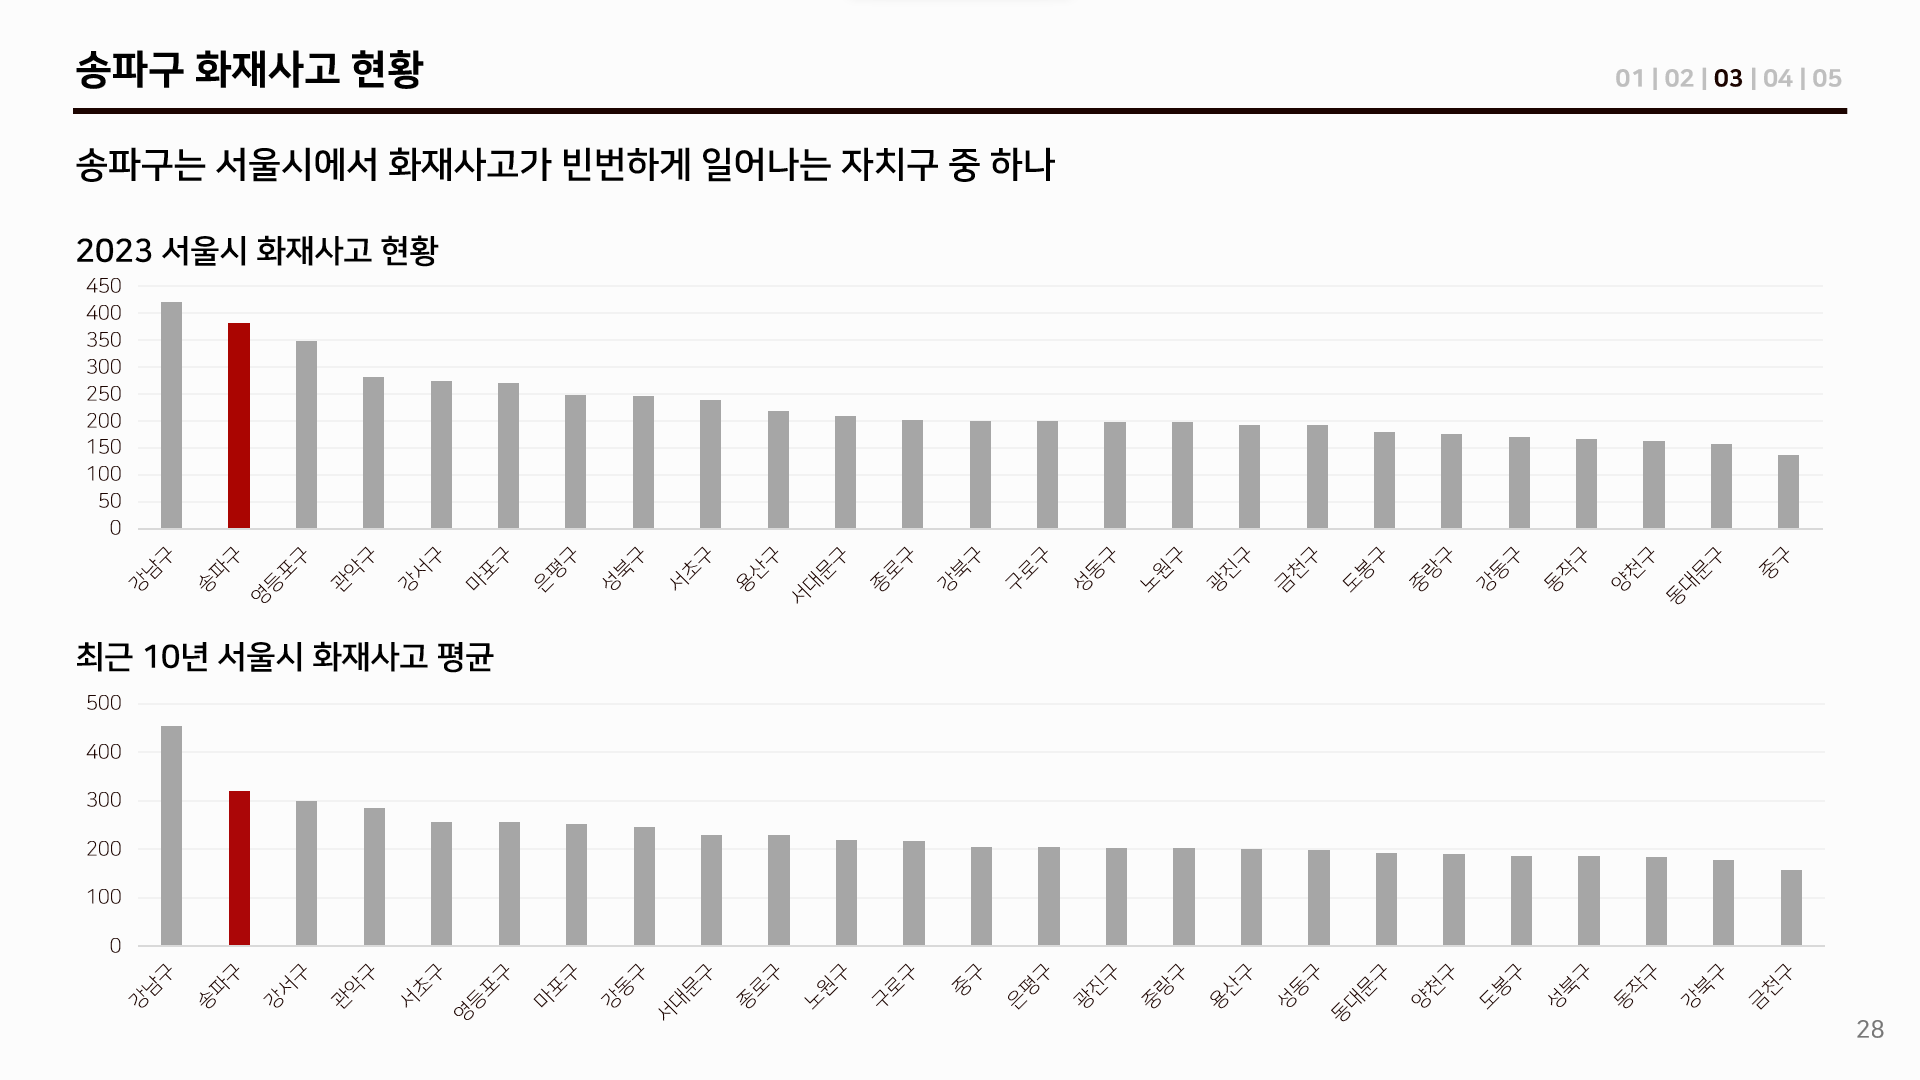 송파구 화재사고 현황
01 | 02 | 03 | 04 | 05
송파구는 서울시에서 화재사고가 빈번하게 일어나는 자치구 중 하나
2023 서울시 화재사고 현황
450
400
350
300
250
200
150
100
50
0
강남구 송파구 영등포구 관악구 강서구 마포구 은평구 성북구 서초구 용산구 서대문구 종로구 강북구 구로구 성동구 노원구 광진구 금천구 도봉구 중랑구 강동구 동작구 양천구 동대문구 중구
최근 10년 서울시 화재사고 평균
500
400
300
200
100
0
강남구 송파구 강서구 관악구 서초구 영등포구 마포구 강동구 서대문구 종로구 노원구 구로구 중구 은평구 광진구 중랑구 용산구 성동구 동대문구 양천구 도봉구 성북구 동작구 강북구 금천구
28